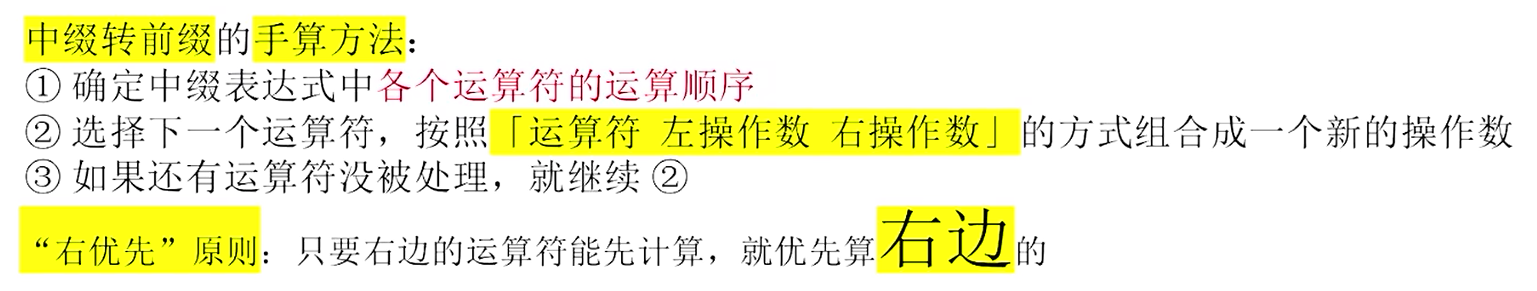 中缀转前缀的手算方法：
① 确定中缀表达式中各个运算符的运算顺序
② 选择下一个运算符，按照「运算符 左操作数 右操作数」的方式组合成一个新的操作数
③ 如果还有运算符没被处理，就继续 ②
“右优先”原则：只要右边的运算符能先计算，就优先算右边的